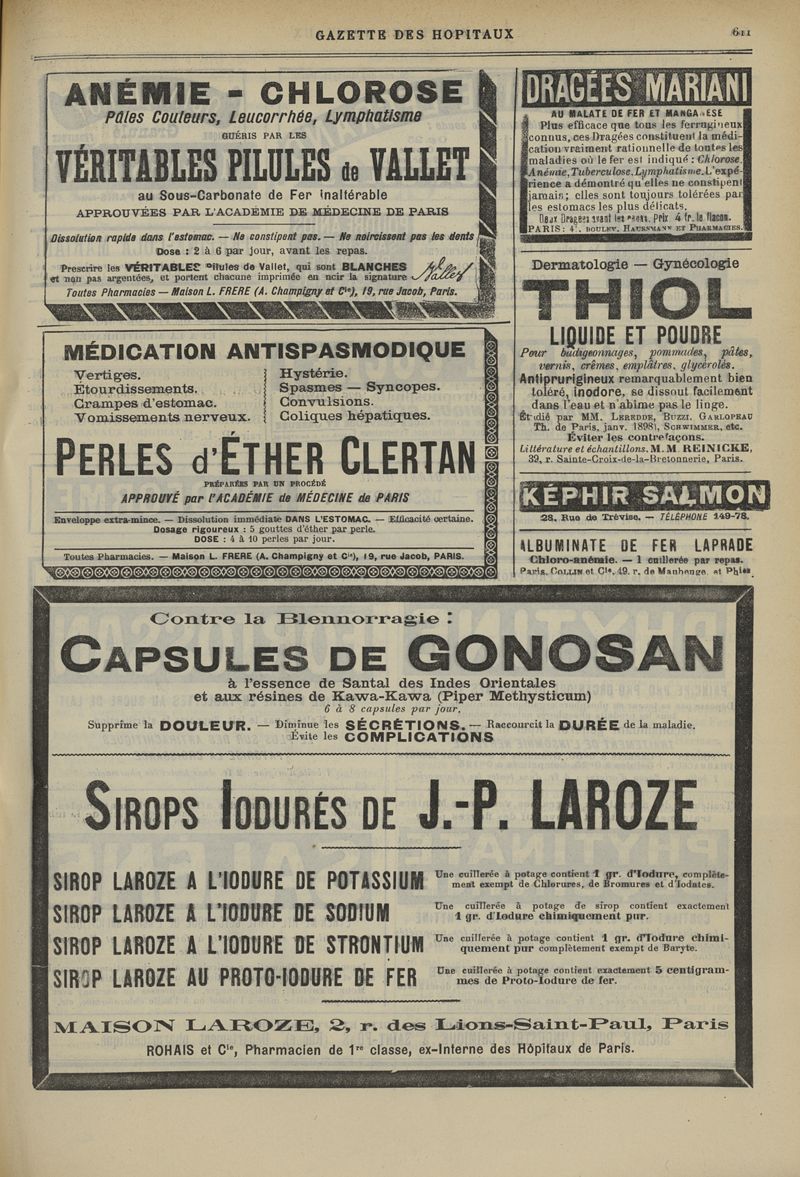 GAZETTE DES HOPITAUX
611
ANÉMIE - CHLOROSE
Pâles Couleurs, Leucorrhée, Lymphatisme
GUÉRIS PAR LES
VÉRITABLES PILULES de VALLET
au Sous-Carbonate de Fer inaltérable
APPROUVÉES PAR L'ACADÉMIE DE MÉDECINE DE PARIS
Dissolution rapide dans l'estomac. — Ne constipent pas. — Ne noircissent pas les dents
Dose : 2 à 6 par jour, avant les repas.
Prescrire les VÉRITABLES Pilules de Vallet, qui sont BLANCHES
et non pas argentées, et portent chacune imprimée en noir la signature Vallet
Toutes Pharmacies — Maison L. FRERE (A. Champigny et Cie), 19, rue Jacob, Paris.
MÉDICATION ANTISPASMODIQUE
Vertiges.
Étourdissements.
Crampes d'estomac.
Vomissements nerveux.
Hystérie.
Spasmes — Syncopes.
Convulsions.
Coliques hépatiques.
PERLES d'ÉTHER CLERTAN
PRÉPARÉES PAR UN PROCÉDÉ
APPROUVÉ par l'ACADÉMIE de MÉDECINE de PARIS
Enveloppe extra-mince. — Dissolution immédiate DANS L'ESTOMAC. — Efficacité certaine.
Dosage rigoureux : 5 gouttes d'éther par perle.
DOSE : 4 à 10 perles par jour.
Toutes Pharmacies. — Maison L. FRERE (A. Champigny et Cie), 19, rue Jacob, PARIS.
DRAGÉES MARIANI
AU MALATE DE FER ET MANGANÈSE
Plus efficace que tous les ferrugineux
connus, ces Dragées constituent la médi-
cation vraiment rationnelle de toutes les
maladies où le fer est indiqué : Chlorose.
Anémie, Tuberculose, Lymphatisme. L'expé-
rience a démontré qu'elles ne constipent
jamais; elles sont toujours tolérées par
les estomacs les plus délicats.
Deux Dragées avant les repas. Prix 4 fr. le flacon.
PARIS : 41, BOULEV. HAUSSMANN ET PHARMACIES.
Dermatologie — Gynécologie
THIOL
LIQUIDE ET POUDRE
Pour badigeonnages, pommades, pâtes,
vernis, crêmes, emplâtres, glycérolés.
Antiprurigineux remarquablement bien
toléré, inodore, se dissout facilement
dans l'eau et n'abîme pas le linge.
Étudié par MM. LEREDDE, BUZZI, GARLOPEAU
Th. de Paris, janv. 1898), SCHWIMMER, etc.
Éviter les contrefaçons.
Littérature et échantillons. M.M. REINICKE,
39, r. Sainte-Croix-de-la-Bretonnerie, Paris.
KÉPHIR SALMON
28, Rue de Trévise. — TÉLÉPHONE 149-78.
ALBUMINATE DE FER LAPRADE
Chloro-anémie. — 1 cuillerée par repas.
Paris, COLLIN et Cie, 49, r. de Maubeuge, et Phies
Contre la Blennorragie :
CAPSULES DE GONOSAN
à l'essence de Santal des Indes Orientales
et aux résines de Kawa-Kawa (Piper Methysticum)
6 à 8 capsules par jour.
Supprime la DOULEUR. — Diminue les SÉCRÉTIONS. — Raccourcit la DURÉE de la maladie.
Évite les COMPLICATIONS
SIROPS IODURÉS DE J.-P. LAROZE
SIROP LAROZE A L'IODURE DE POTASSIUM
Une cuillerée à potage contient 1 gr. d'Iodure, complète-
ment exempt de Chlorures, de Bromures et d'Iodates.
SIROP LAROZE A L'IODURE DE SODIUM
Une cuillerée à potage de sirop contient exactement
1 gr. d'Iodure chimiquement pur.
SIROP LAROZE A L'IODURE DE STRONTIUM
Une cuillerée à potage contient 1 gr. d'Iodure chimi-
quement pur complètement exempt de Baryte.
SIROP LAROZE AU PROTO-IODURE DE FER
Une cuillerée à potage contient exactement 5 centigram-
mes de Proto-Iodure de fer.
MAISON LAROZE, 2, r. des Lions-Saint-Paul, Paris
ROHAIS et Cie, Pharmacien de 1re classe, ex-Interne des Hôpitaux de Paris.